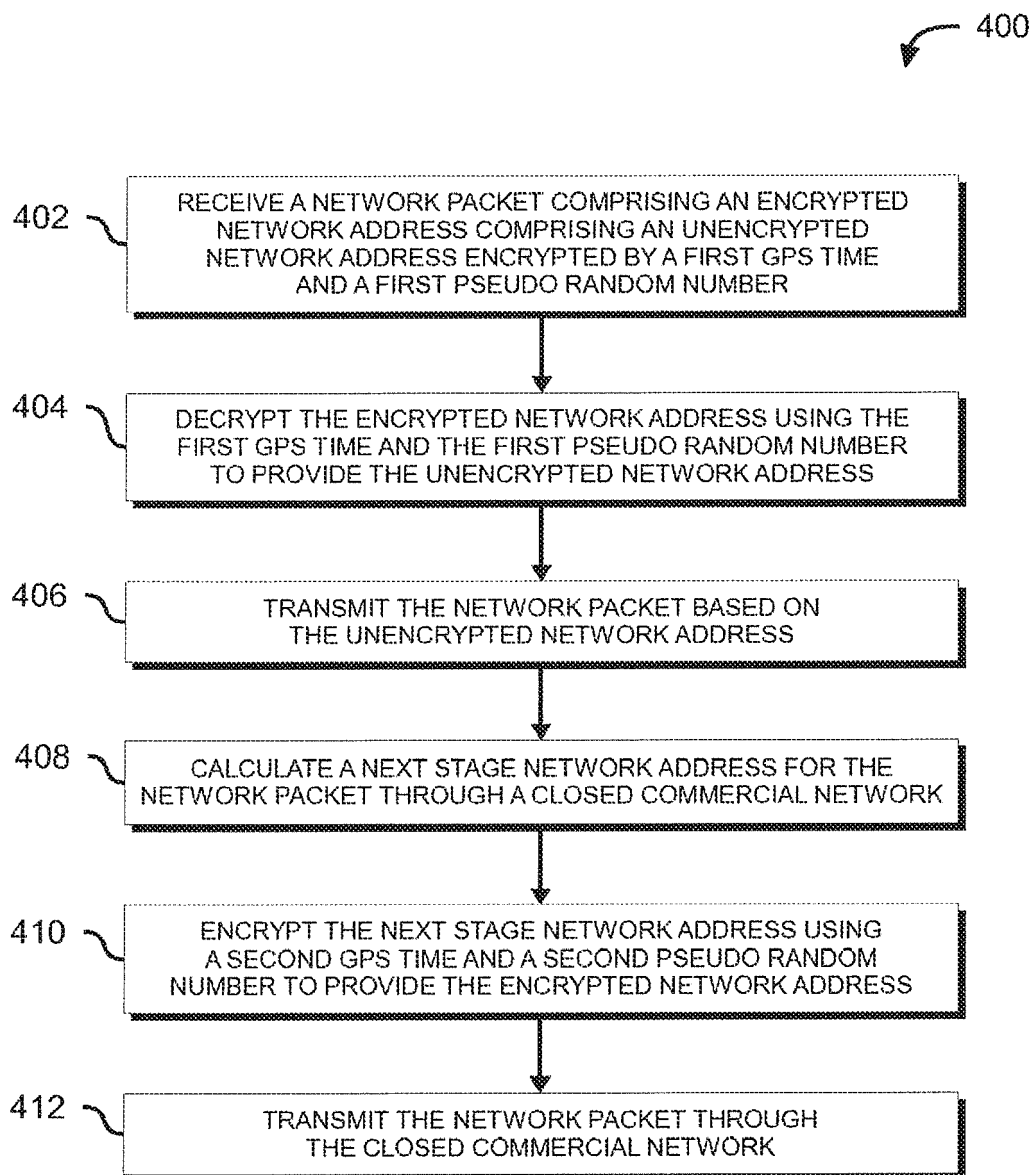 400
402
RECEIVE A NETWORK PACKET COMPRISING AN ENCRYPTED
NETWORK ADDRESS COMPRISING AN UNENCRYPTED
NETWORK ADDRESS ENCRYPTED BY A FIRST GPS TIME
AND A FIRST PSEUDO RANDOM NUMBER
404
DECRYPT THE ENCRYPTED NETWORK ADDRESS USING THE
FIRST GPS TIME AND THE FIRST PSEUDO RANDOM NUMBER
TO PROVIDE THE UNENCRYPTED NETWORK ADDRESS
406
TRANSMIT THE NETWORK PACKET BASED ON
THE UNENCRYPTED NETWORK ADDRESS
408
CALCULATE A NEXT STAGE NETWORK ADDRESS FOR THE
NETWORK PACKET THROUGH A CLOSED COMMERCIAL NETWORK
410
ENCRYPT THE NEXT STAGE NETWORK ADDRESS USING
A SECOND GPS TIME AND A SECOND PSEUDO RANDOM
NUMBER TO PROVIDE THE ENCRYPTED NETWORK ADDRESS
412
TRANSMIT THE NETWORK PACKET THROUGH
THE CLOSED COMMERCIAL NETWORK